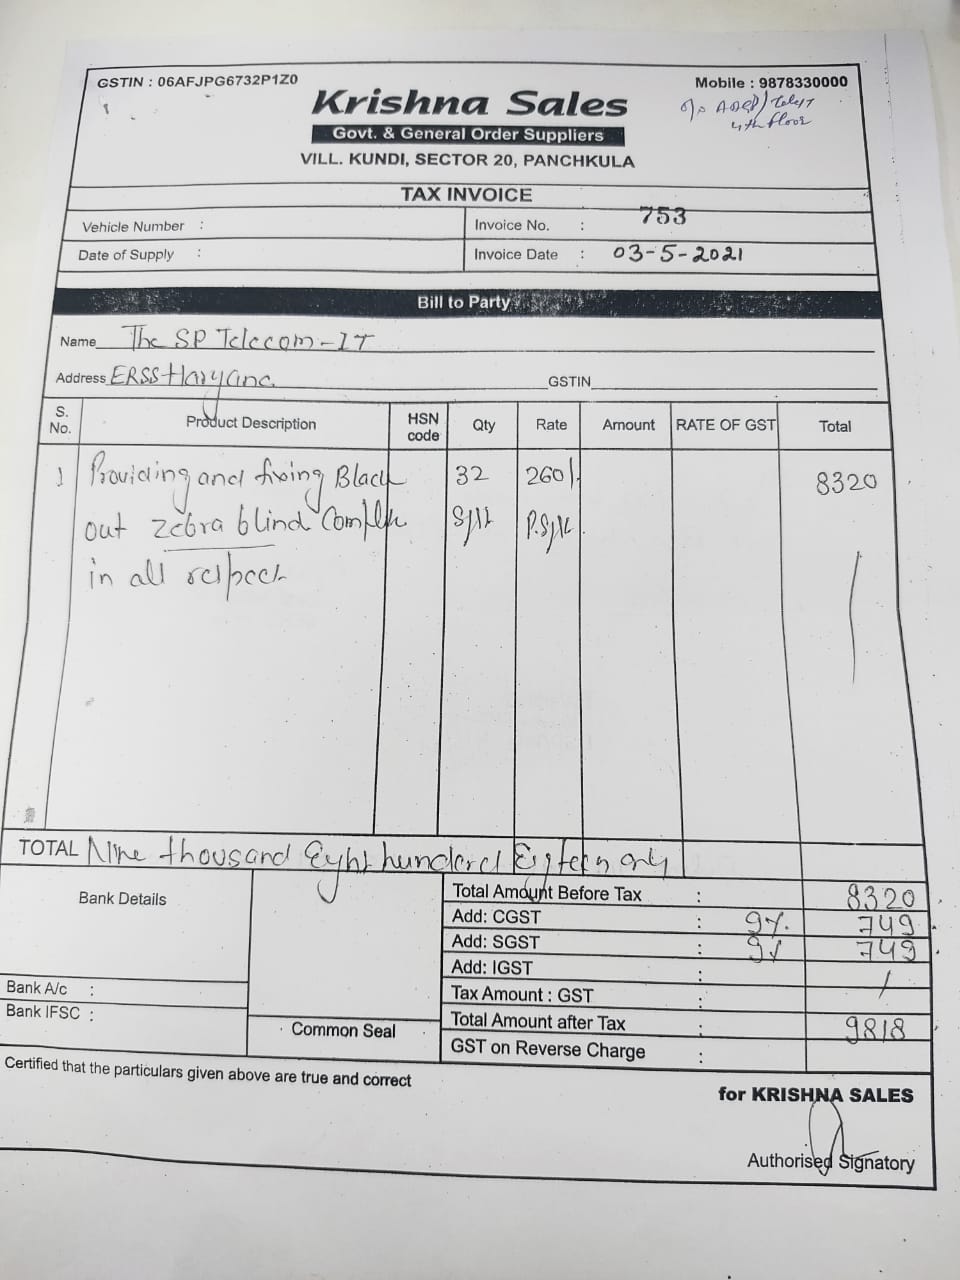 GSTIN : 06AFJPG6732P1Z0
Mobile : 9878330000
4th floor
Krishna Sales
Govt. & General Order Suppliers
VILL. KUNDI, SECTOR 20, PANCHKULA
TAX INVOICE
Vehicle Number :
Invoice No. : 753
Date of Supply :
Invoice Date : 03-5-2021
Bill to Party
Name The SP Telecom-IT
Address ERSS Haryana GSTIN
S. No. Product Description HSN code Qty Rate Amount RATE OF GST Total
1 Providing and fixing Black 32 260/- 8320
out zebra blind Sqft P.Sqft
in all respect
TOTAL Nine thousand Eight hundered Eigteen only
Bank Details
Total Amount Before Tax : 8320
Add: CGST : 9% 749
Add: SGST : 9% 749
Add: IGST : /
Bank A/c :
Tax Amount : GST :
Bank IFSC :
Common Seal
Total Amount after Tax : 9818
GST on Reverse Charge :
Certified that the particulars given above are true and correct
for KRISHNA SALES
Authorised Signatory